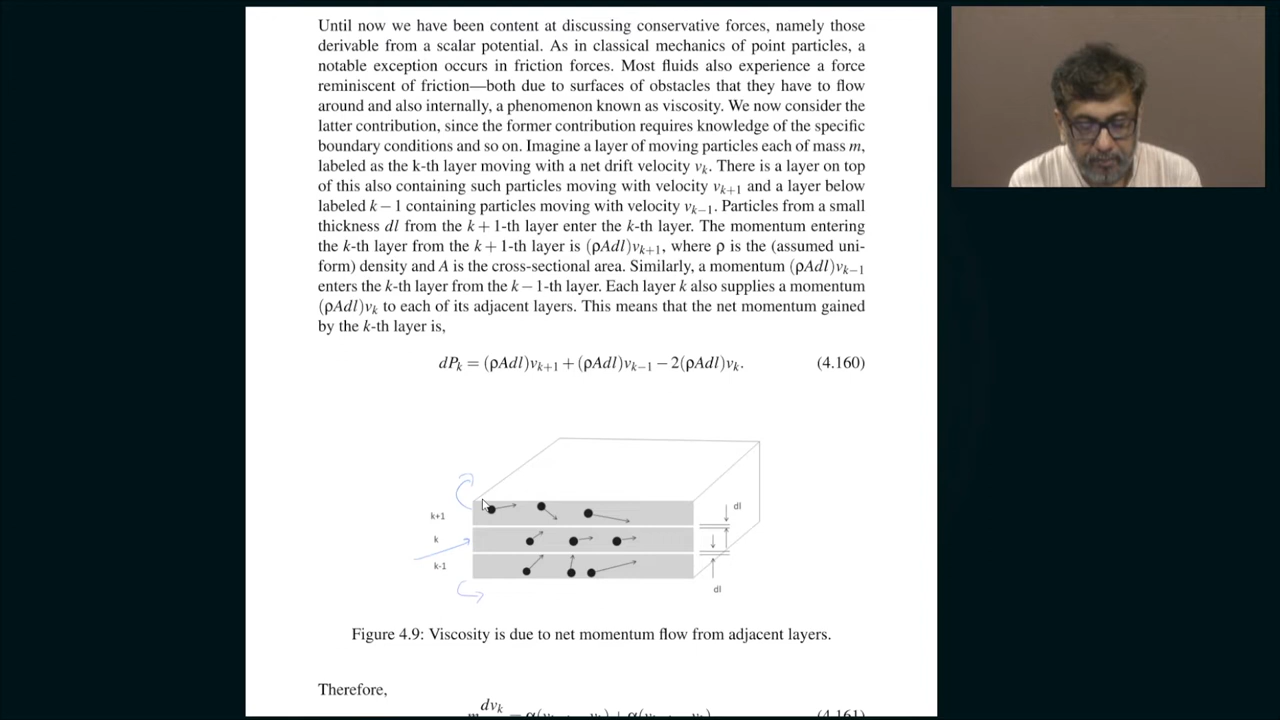 Until now we have been content at discussing conservative forces, namely those
derivable from a scalar potential. As in classical mechanics of point particles, a
notable exception occurs in friction forces. Most fluids also experience a force
reminiscent of friction—both due to surfaces of obstacles that they have to flow
around and also internally, a phenomenon known as viscosity. We now consider the
latter contribution, since the former contribution requires knowledge of the specific
boundary conditions and so on. Imagine a layer of moving particles each of mass m,
labeled as the k-th layer moving with a net drift velocity vₖ. There is a layer on top
of this also containing such particles moving with velocity vₖ₊₁ and a layer below
labeled k − 1 containing particles moving with velocity vₖ₋₁. Particles from a small
thickness dl from the k + 1-th layer enter the k-th layer. The momentum entering
the k-th layer from the k + 1-th layer is (ρAdl)vₖ₊₁, where ρ is the (assumed uni-
form) density and A is the cross-sectional area. Similarly, a momentum (ρAdl)vₖ₋₁
enters the k-th layer from the k − 1-th layer. Each layer k also supplies a momentum
(ρAdl)vₖ to each of its adjacent layers. This means that the net momentum gained
by the k-th layer is,
dPₖ = (ρAdl)vₖ₊₁ + (ρAdl)vₖ₋₁ − 2(ρAdl)vₖ. (4.160)
dl
k+1
k
k-1
dl
Figure 4.9: Viscosity is due to net momentum flow from adjacent layers.
Therefore,
dvₖ